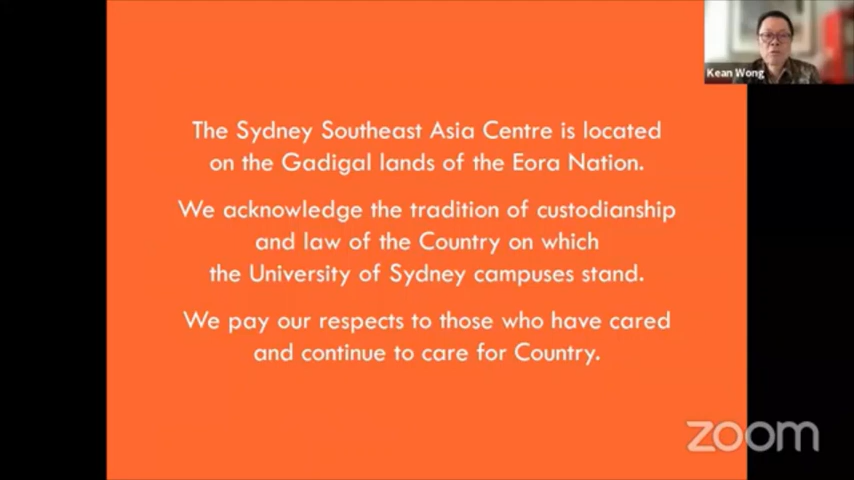 Kean Wong
The Sydney Southeast Asia Centre is located
on the Gadigal lands of the Eora Nation.
We acknowledge the tradition of custodianship
and law of the Country on which
the University of Sydney campuses stand.
We pay our respects to those who have cared
and continue to care for Country.
zoom